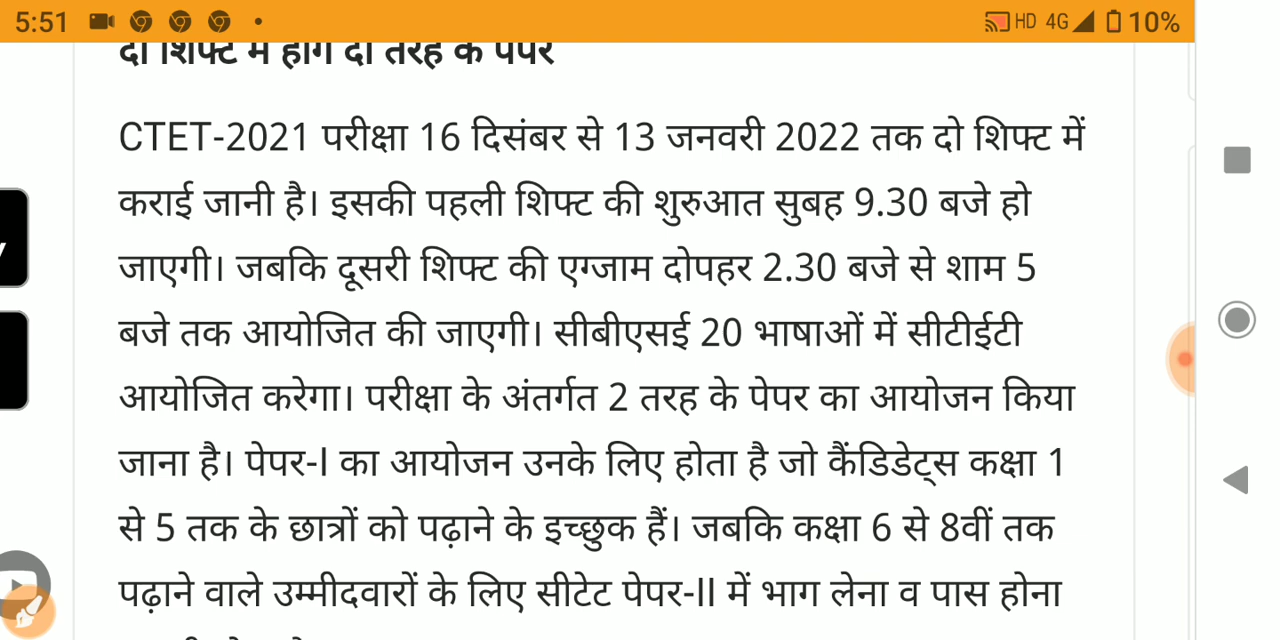 5:51 HD 4G 10%
दो शिफ्ट में होंगे दो तरह के पेपर
CTET-2021 परीक्षा 16 दिसंबर से 13 जनवरी 2022 तक दो शिफ्ट में
कराई जानी है। इसकी पहली शिफ्ट की शुरुआत सुबह 9.30 बजे हो
जाएगी। जबकि दूसरी शिफ्ट की एग्जाम दोपहर 2.30 बजे से शाम 5
बजे तक आयोजित की जाएगी। सीबीएसई 20 भाषाओं में सीटीईटी
आयोजित करेगा। परीक्षा के अंतर्गत 2 तरह के पेपर का आयोजन किया
जाना है। पेपर-I का आयोजन उनके लिए होता है जो कैंडिडेट्स कक्षा 1
से 5 तक के छात्रों को पढ़ाने के इच्छुक हैं। जबकि कक्षा 6 से 8वीं तक
पढ़ाने वाले उम्मीदवारों के लिए सीटेट पेपर-II में भाग लेना व पास होना